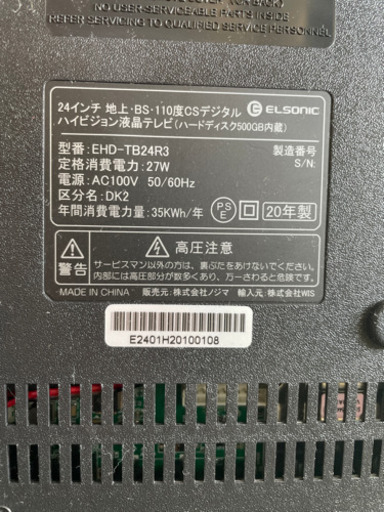 NO USER-SERVICEABLE PARTS INSIDE
REFER SERVICING TO QUALIFIED SERVICE PERSONNEL
24インチ 地上・BS・110度CSデジタル
ELSONIC
ハイビジョン液晶テレビ(ハードディスク500GB内蔵)
型番: EHD-TB24R3
製造番号
定格消費電力: 27W
S/N:
電源: AC100V 50/60Hz
区分名: DK2
年間消費電力量: 35KWh/年
PSE
20年製
警告
高圧注意
サービスマン以外の方は、裏ぶたをあけないでください。
内部には高圧部分が数多くあり、万一さわると危険です。
MADE IN CHINA 販売元: 株式会社ノジマ 輸入元: 株式会社WIS
E2401H20100108